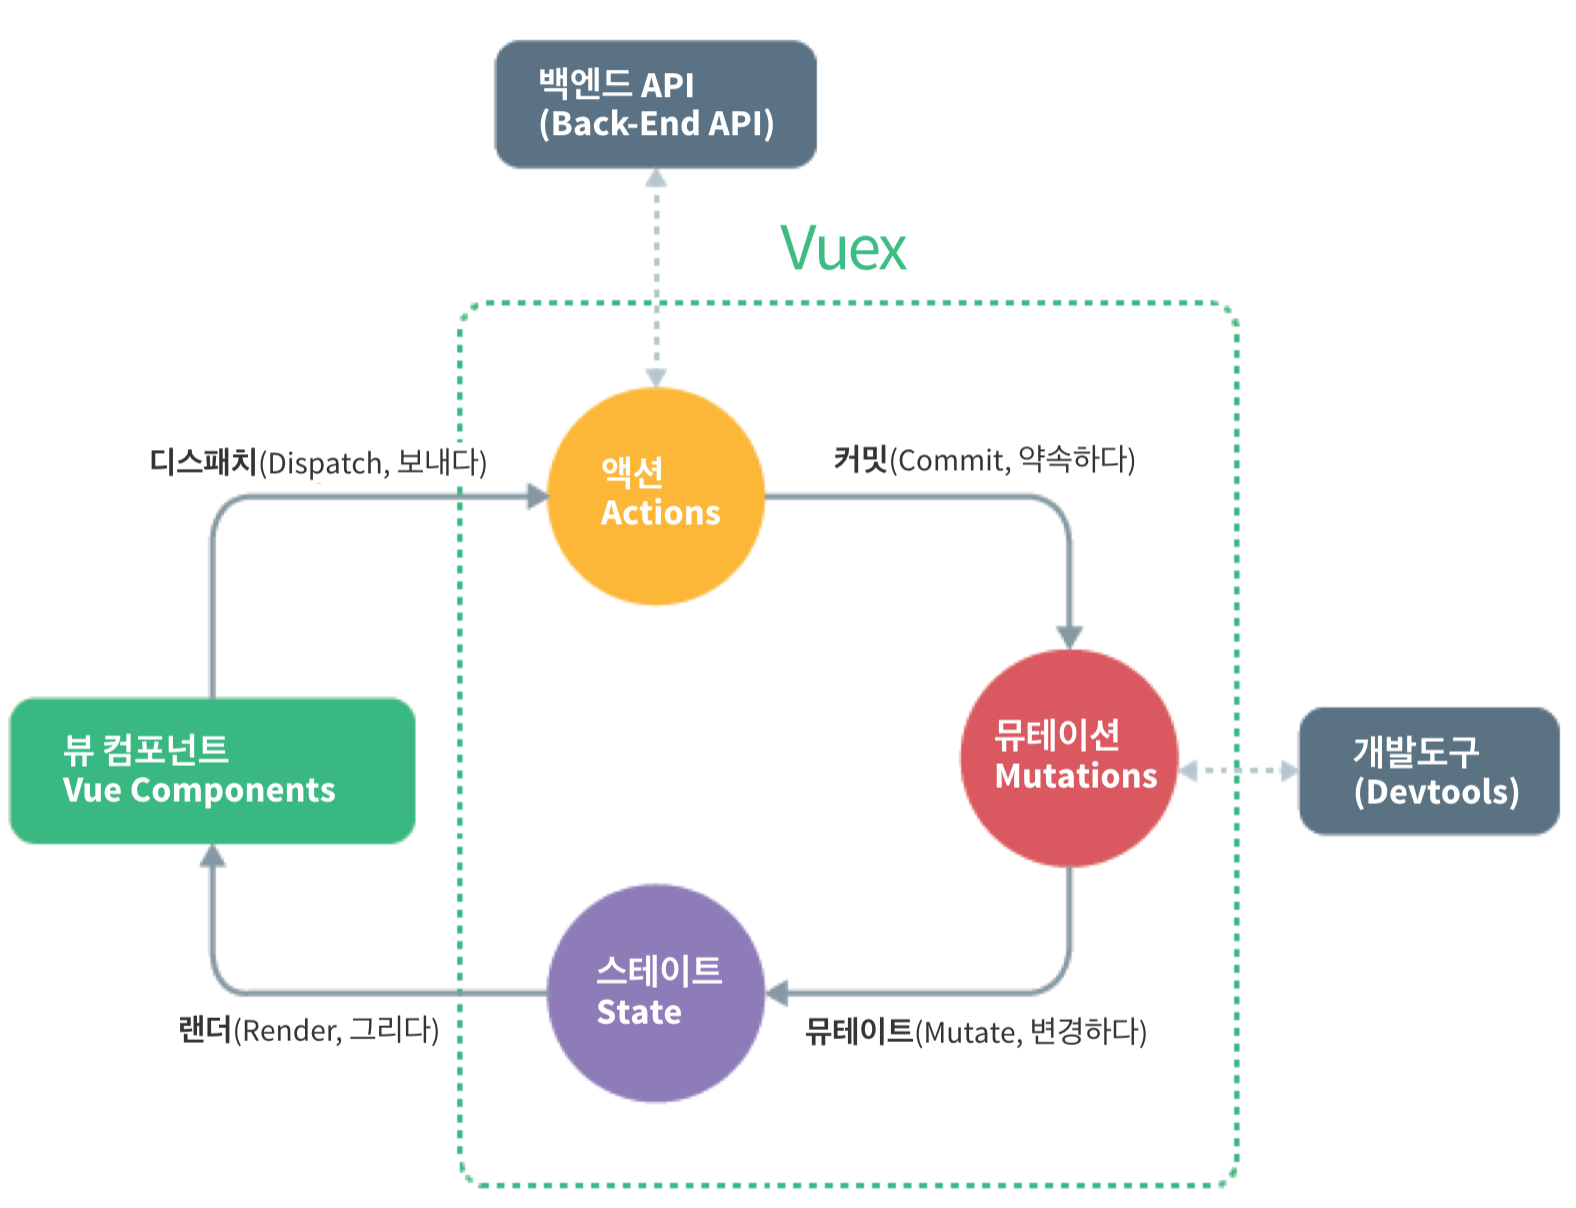 백엔드 API
(Back-End API)
Vuex
디스패치(Dispatch, 보내다)
액션
Actions
커밋(Commit, 약속하다)
뷰 컴포넌트
Vue Components
뮤테이션
Mutations
개발도구
(Devtools)
스테이트
State
랜더(Render, 그리다)
뮤테이트(Mutate, 변경하다)